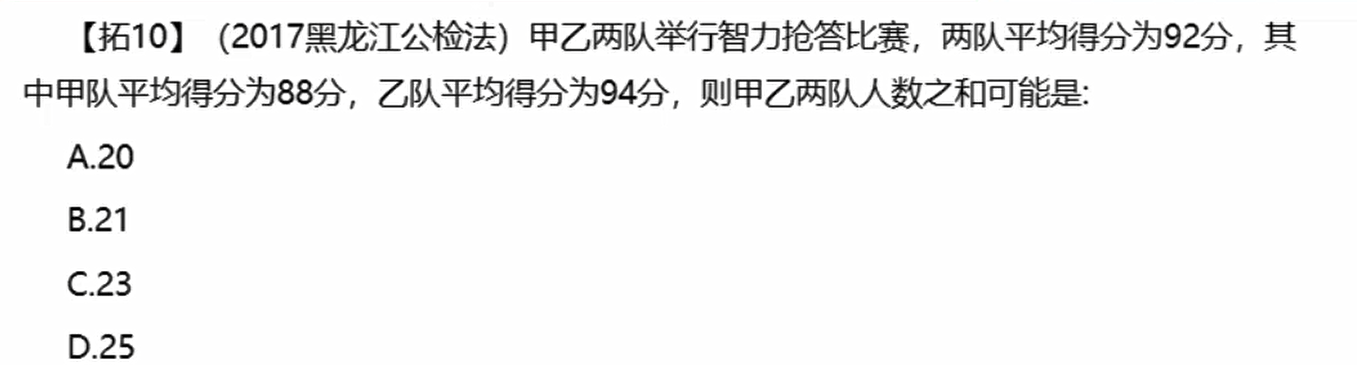 【拓10】（2017黑龙江公检法）甲乙两队举行智力抢答比赛，两队平均得分为92分，其
中甲队平均得分为88分，乙队平均得分为94分，则甲乙两队人数之和可能是:
A.20
B.21
C.23
D.25